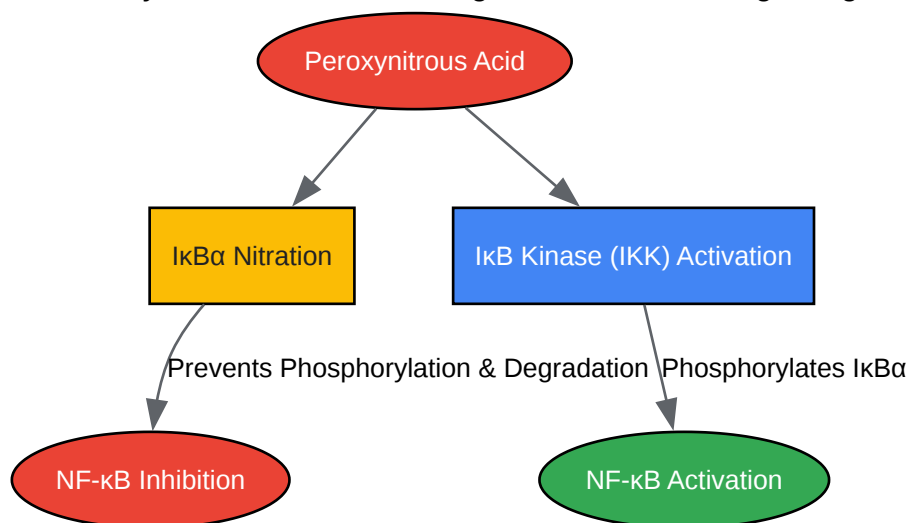 Peroxynitrous Acid
IκBα Nitration
IκB Kinase (IKK) Activation
Prevents Phosphorylation & Degradation
Phosphorylates IκBα
NF-κB Inhibition
NF-κB Activation